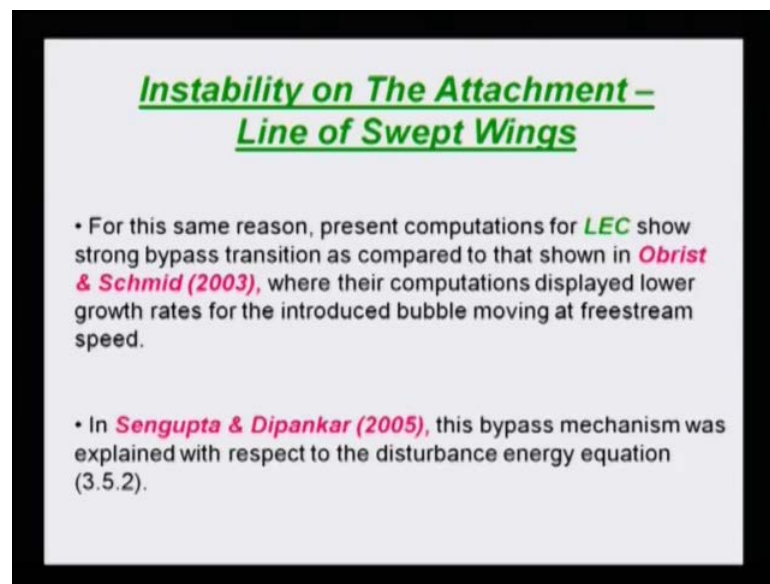 Instability on The Attachment –
Line of Swept Wings
• For this same reason, present computations for LEC show
strong bypass transition as compared to that shown in Obrist
& Schmid (2003), where their computations displayed lower
growth rates for the introduced bubble moving at freestream
speed.
• In Sengupta & Dipankar (2005), this bypass mechanism was
explained with respect to the disturbance energy equation
(3.5.2).